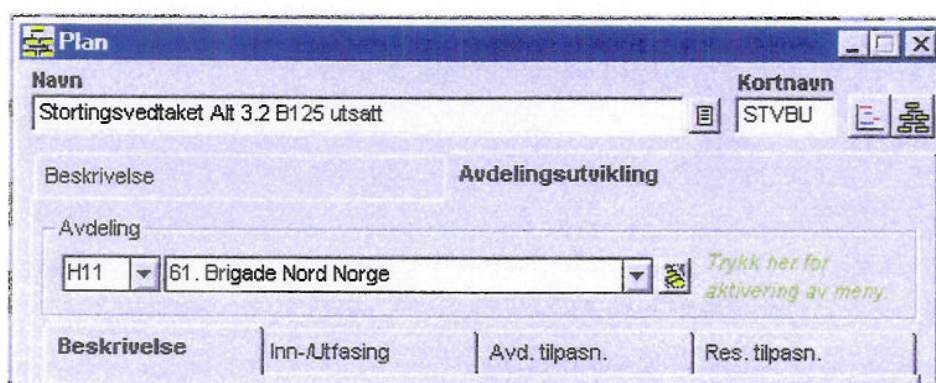 Plan
Navn Kortnavn
Stortingsvedtaket Alt 3.2 B125 utsatt STVBU
Beskrivelse Avdelingsutvikling
Avdeling
H11 61. Brigade Nord Norge Trykk her for
aktivering av meny.
Beskrivelse Inn-/Utfasing Avd. tilpasn. Res. tilpasn.